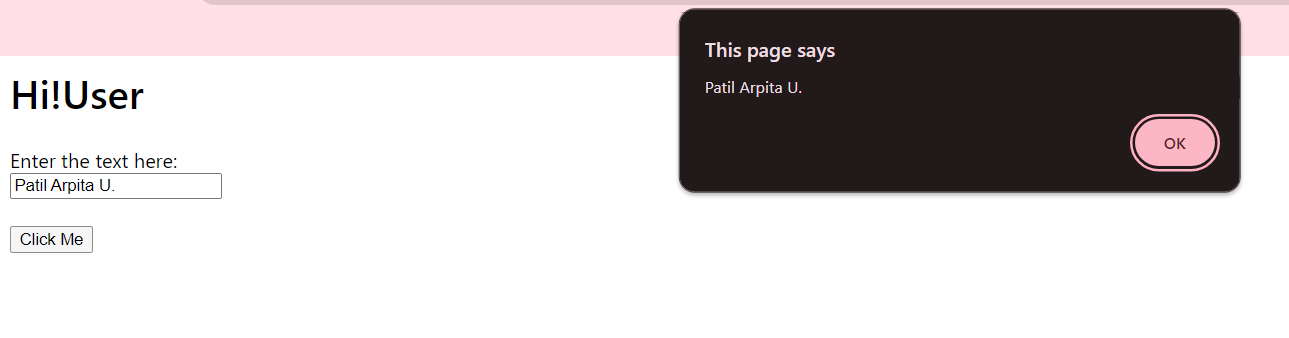 Hi!User
Enter the text here:
Patil Arpita U.
Click Me
This page says
Patil Arpita U.
OK